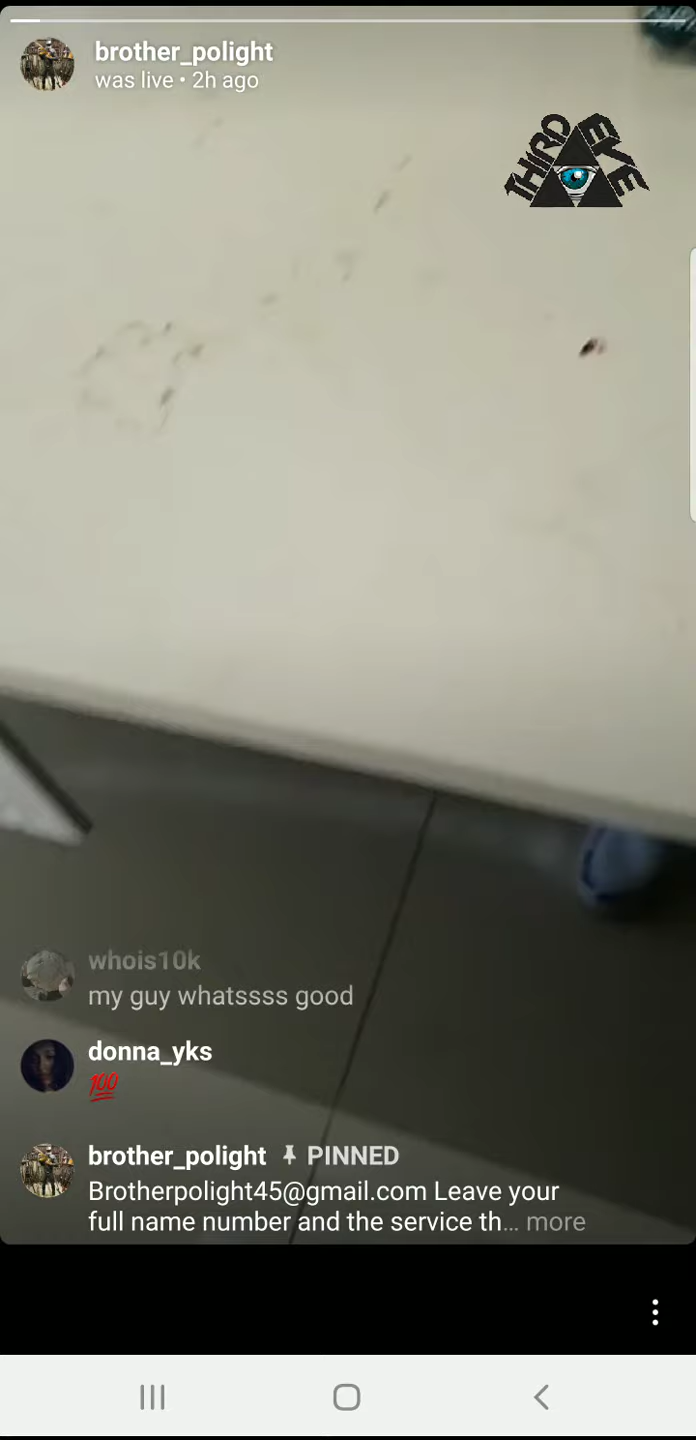 brother_polight
was live • 2h ago
THIRD EYE
whois10k
my guy whatssss good
donna_yks
💯
brother_polight PINNED
Brotherpolight45@gmail.com Leave your
full name number and the service th... more